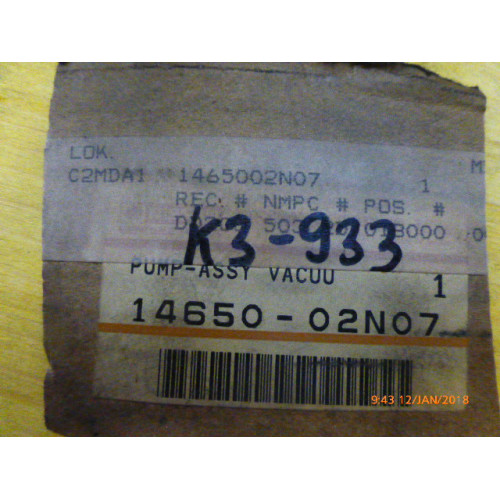 LOK.
C2MDA1 1465002N07 1
REC. # NMPC # POS. #
K3-933
PUMP-ASSY VACUU 1
14650-02N07
9:43 12/JAN/2018